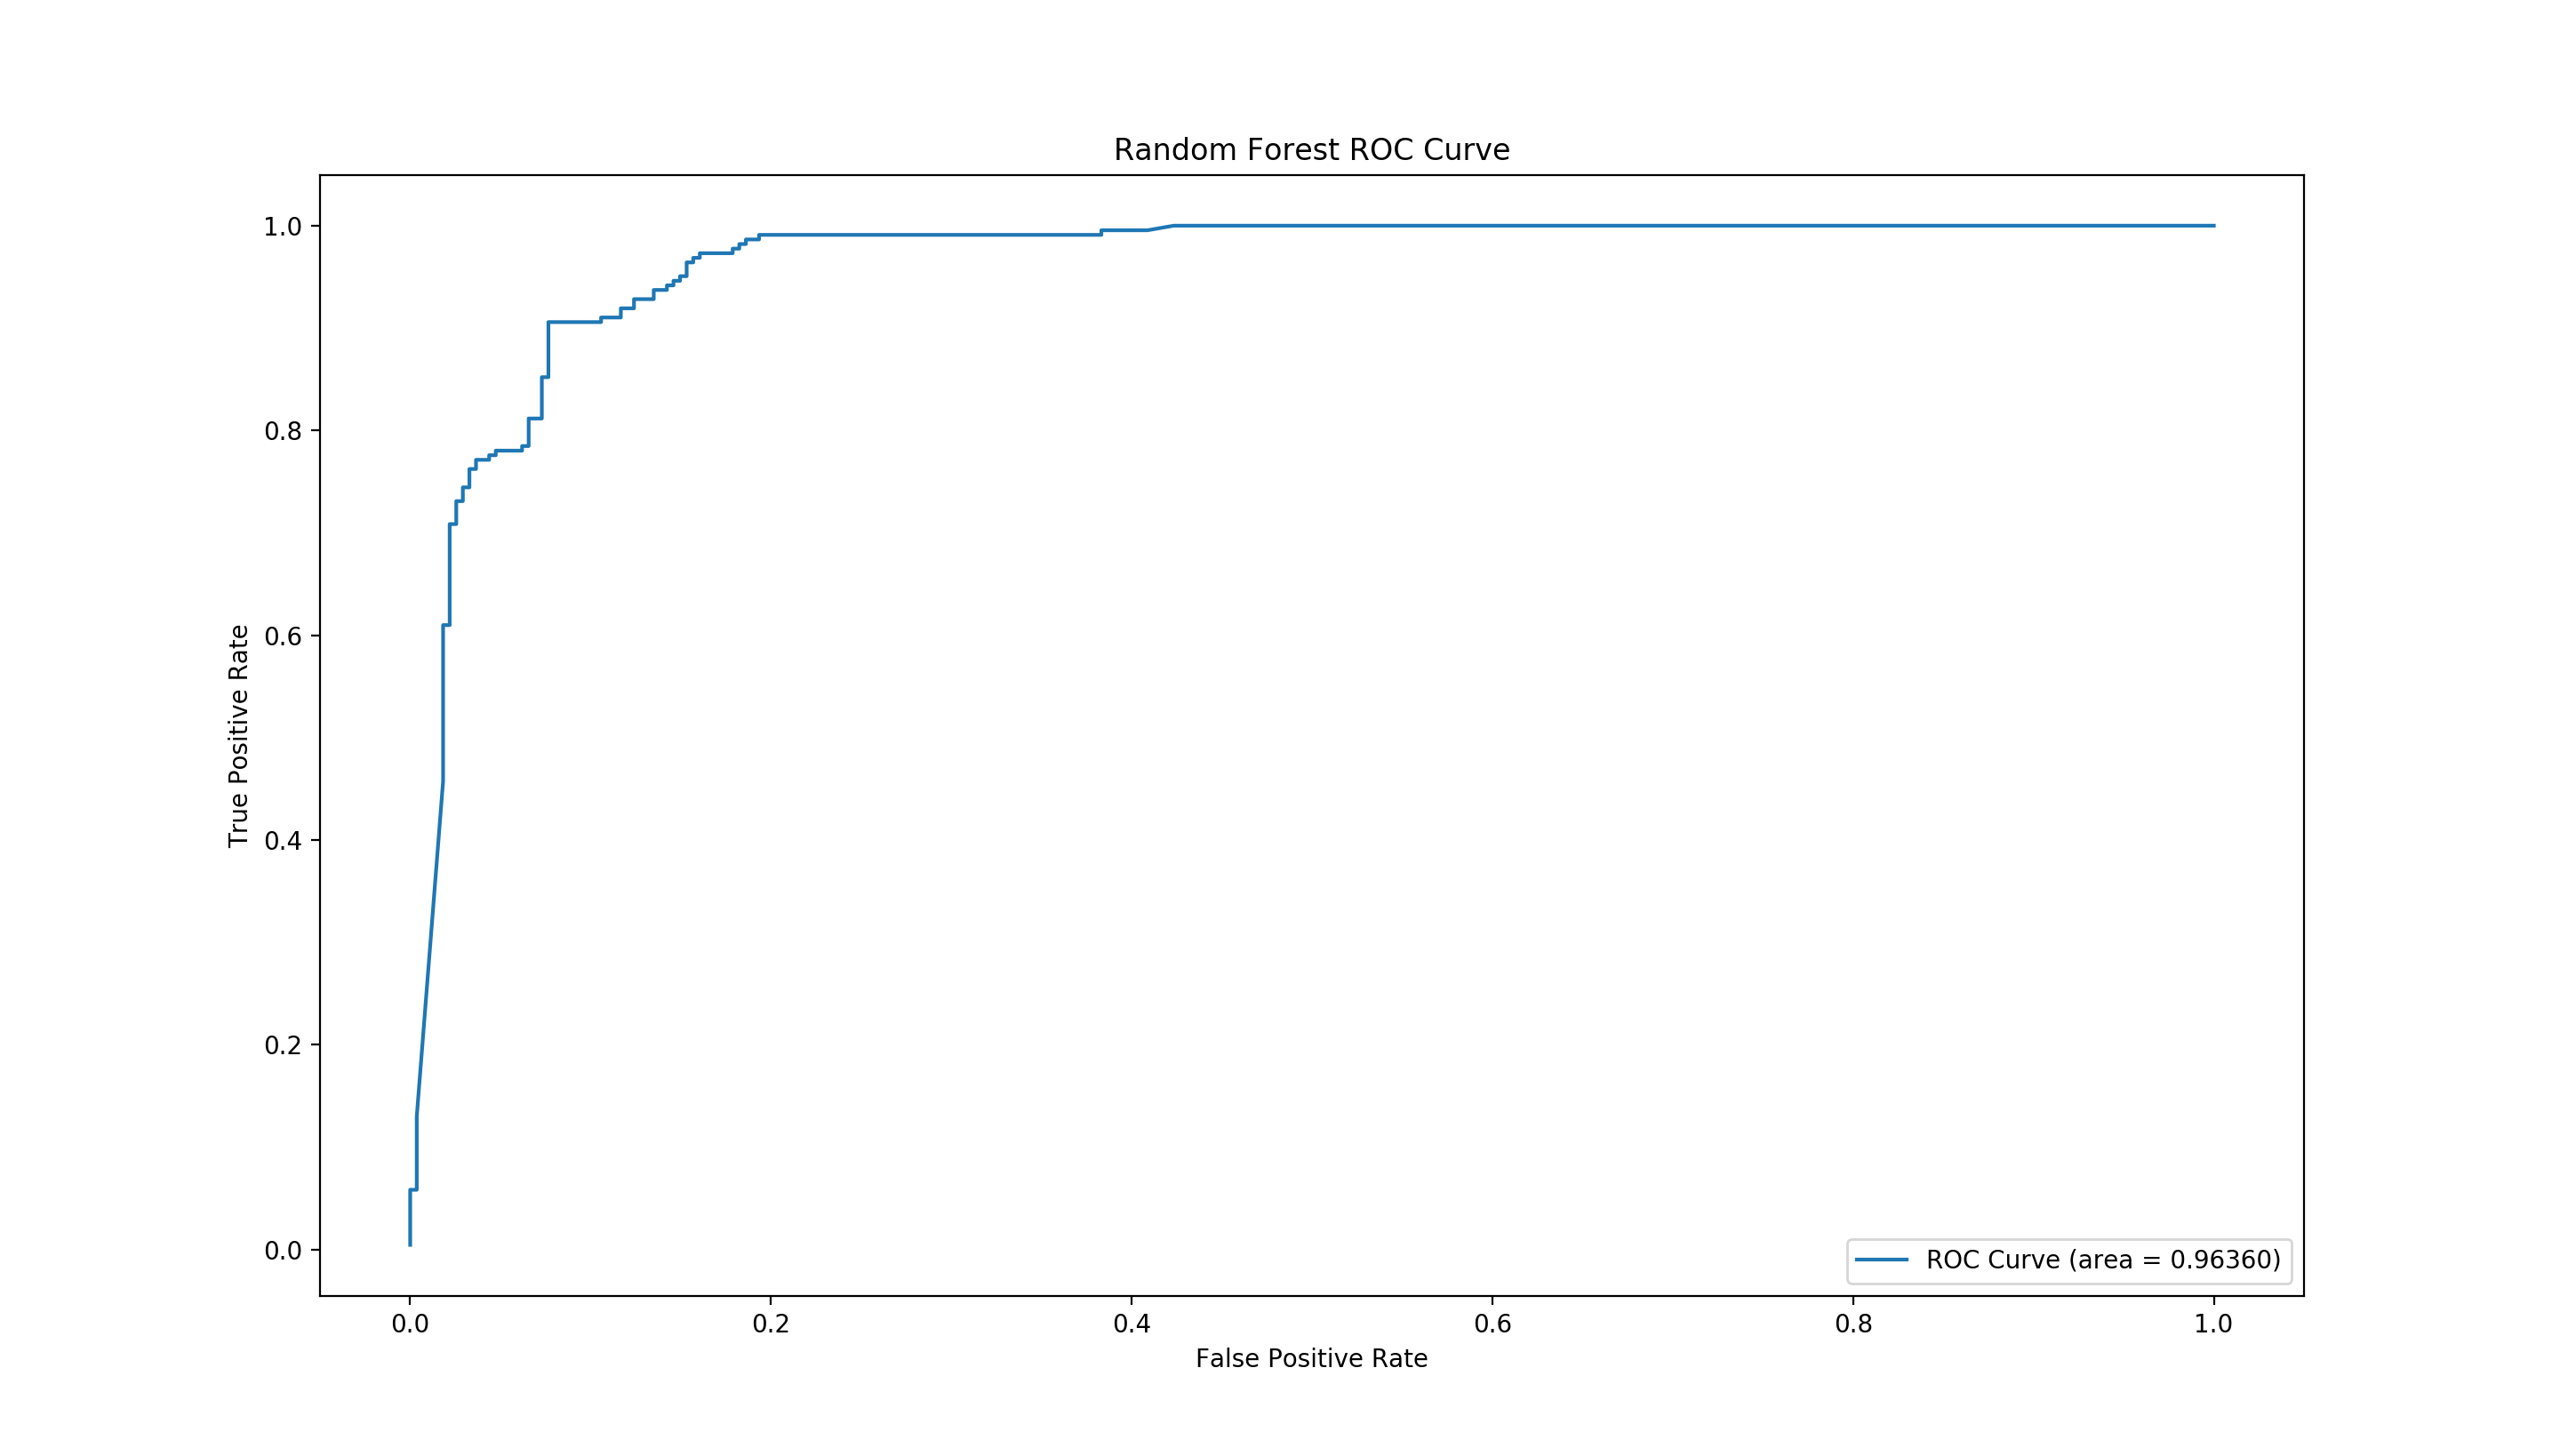 Random Forest ROC Curve
1.0
0.8
0.6
0.4
0.2
0.0
True Positive Rate
ROC Curve (area = 0.96360)
0.0 0.2 0.4 0.6 0.8 1.0
False Positive Rate